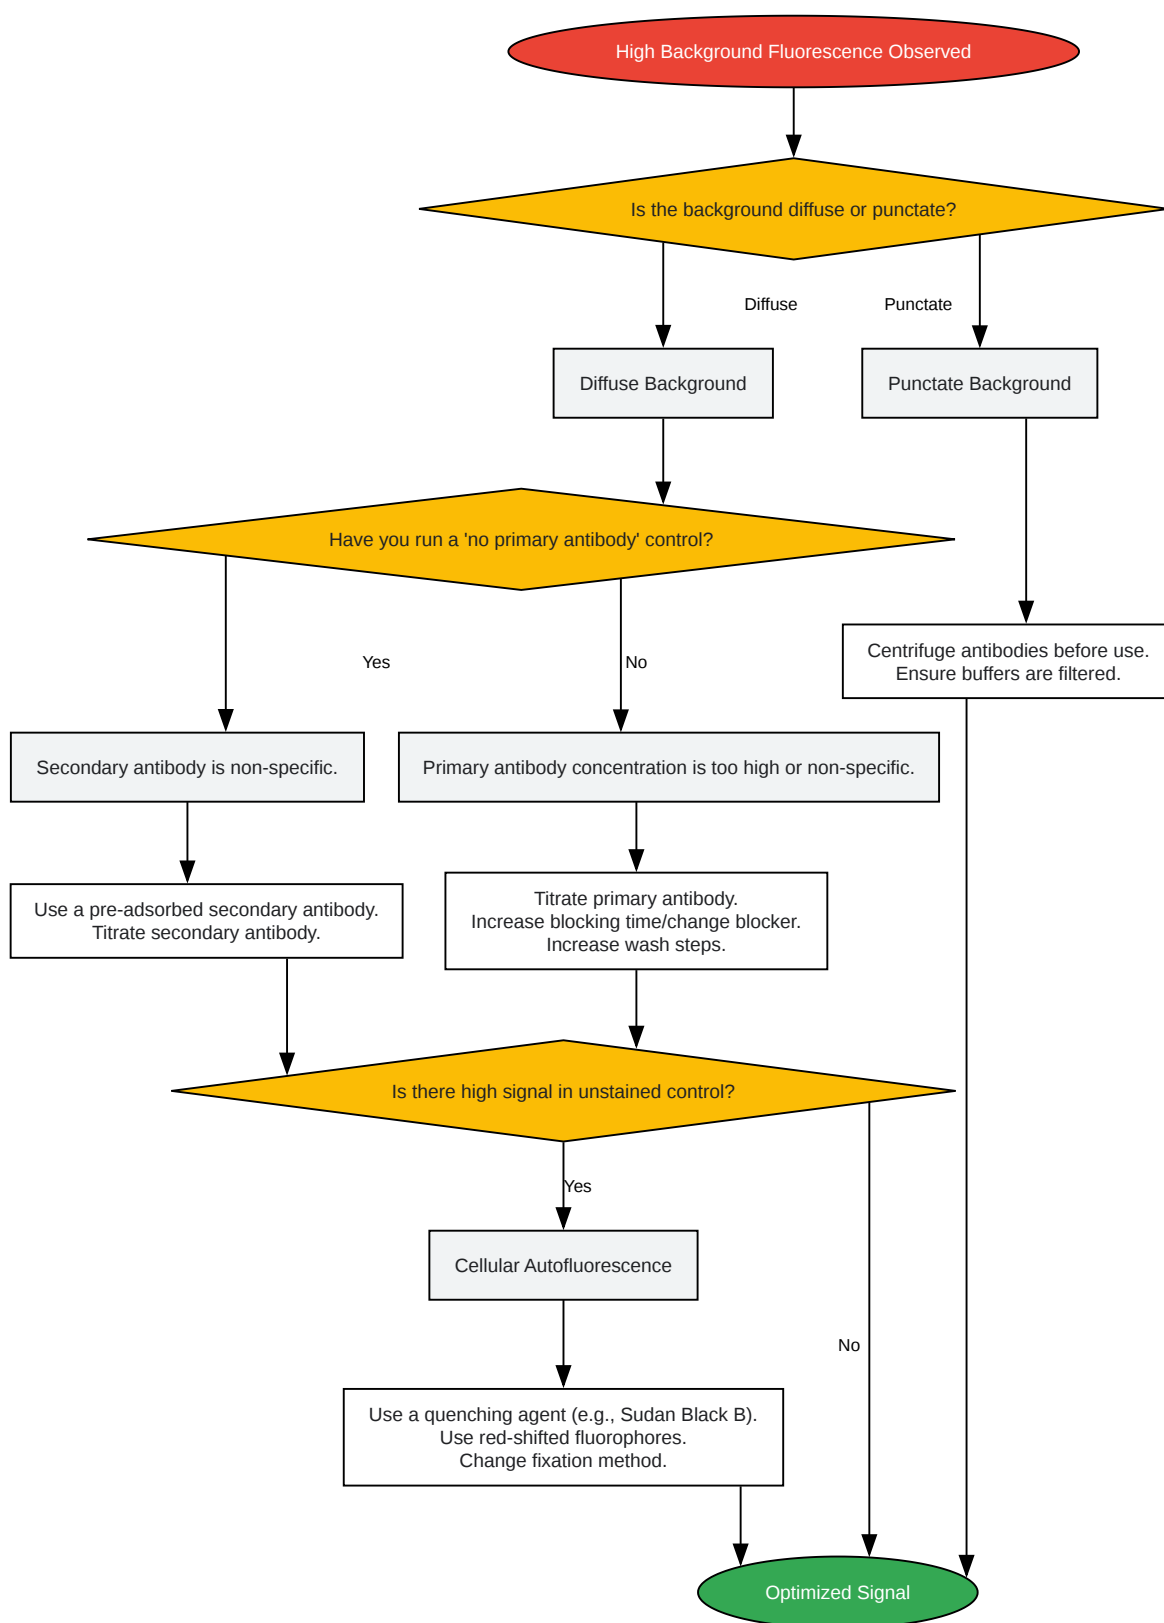 High Background Fluorescence Observed
Is the background diffuse or punctate?
Diffuse
Punctate
Diffuse Background
Punctate Background
Have you run a 'no primary antibody' control?
Yes
No
Centrifuge antibodies before use.
Ensure buffers are filtered.
Secondary antibody is non-specific.
Primary antibody concentration is too high or non-specific.
Use a pre-adsorbed secondary antibody.
Titrate secondary antibody.
Titrate primary antibody.
Increase blocking time/change blocker.
Increase wash steps.
Is there high signal in unstained control?
Yes
Cellular Autofluorescence
No
Use a quenching agent (e.g., Sudan Black B).
Use red-shifted fluorophores.
Change fixation method.
Optimized Signal